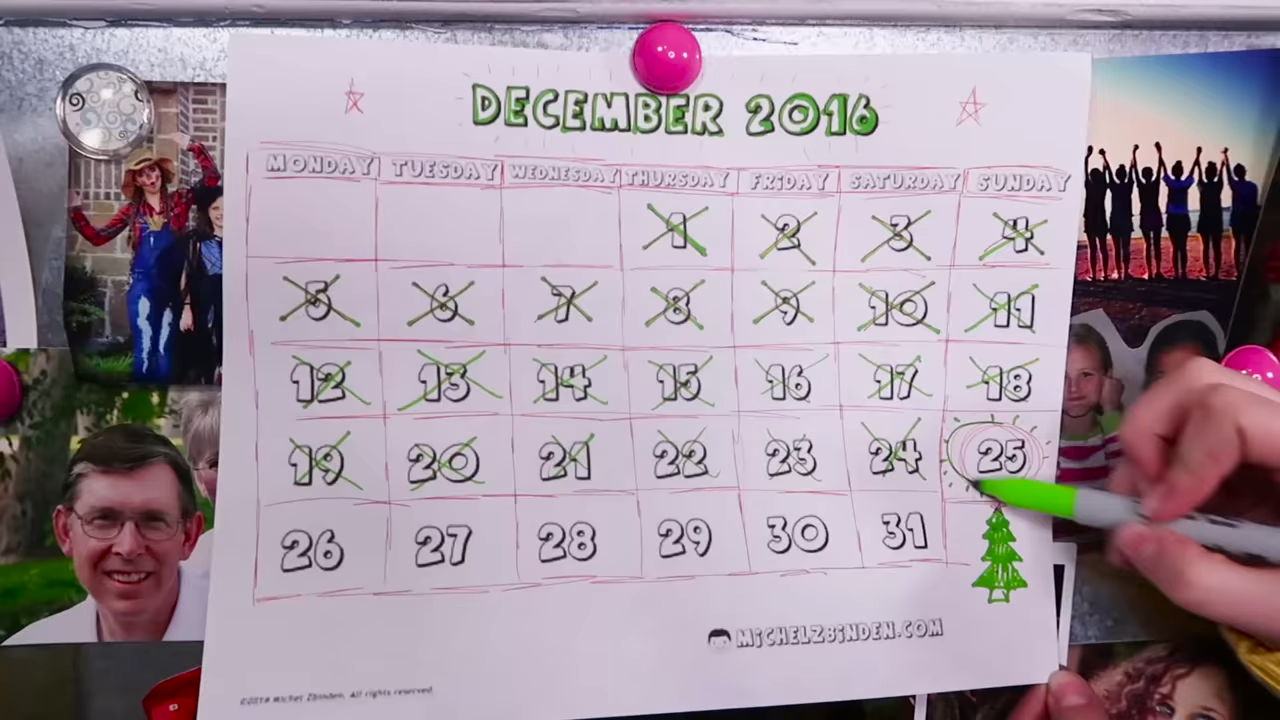 DECEMBER 2016
MONDAY TUESDAY WEDNESDAY THURSDAY FRIDAY SATURDAY SUNDAY
1 2 3 4
5 6 7 8 9 10 11
12 13 14 15 16 17 18
19 20 21 22 23 24 25
26 27 28 29 30 31
MICHELZBINDEN.COM
©2014 Michel Zbinden. All rights reserved.